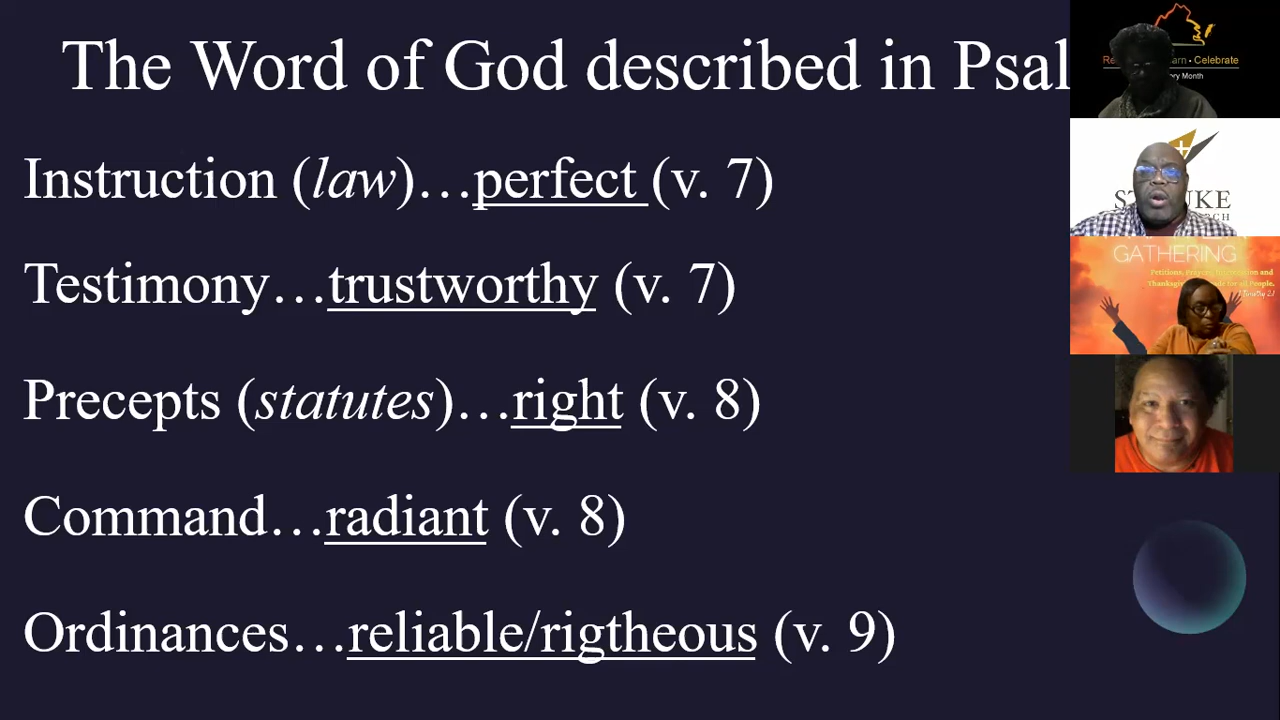 The Word of God described in Psal
Instruction (law)…perfect (v. 7)
Testimony…trustworthy (v. 7)
Precepts (statutes)…right (v. 8)
Command…radiant (v. 8)
Ordinances…reliable/rigtheous (v. 9)
Celebrate
GATHERING